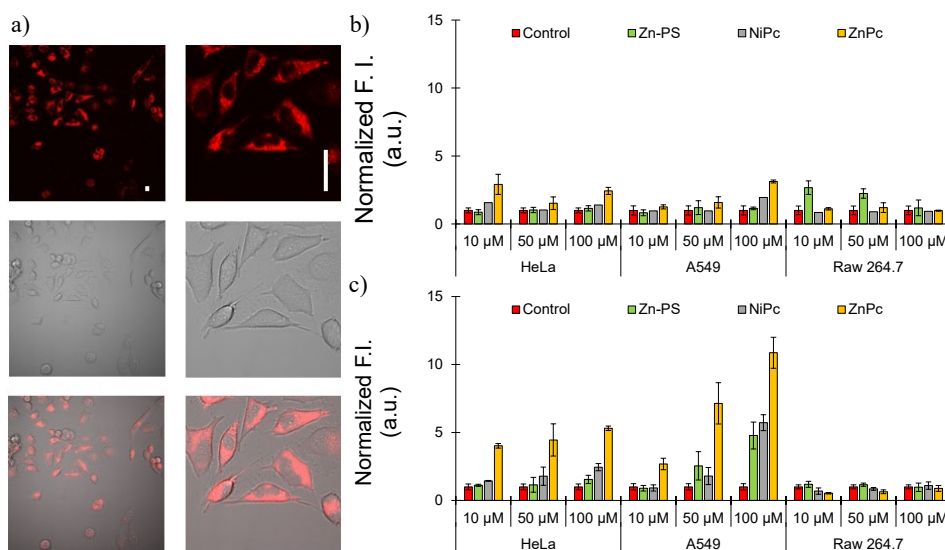 a)
b)
Normalized F. I.
(a.u.)
15
10
5
0
Control Zn-PS NiPc ZnPc
10 µM 50 µM 100 µM 10 µM 50 µM 100 µM 10 µM 50 µM 100 µM
HeLa A549 Raw 264.7
c)
Normalized F.I.
(a.u.)
15
10
5
0
Control Zn-PS NiPc ZnPc
10 µM 50 µM 100 µM 10 µM 50 µM 100 µM 10 µM 50 µM 100 µM
HeLa A549 Raw 264.7